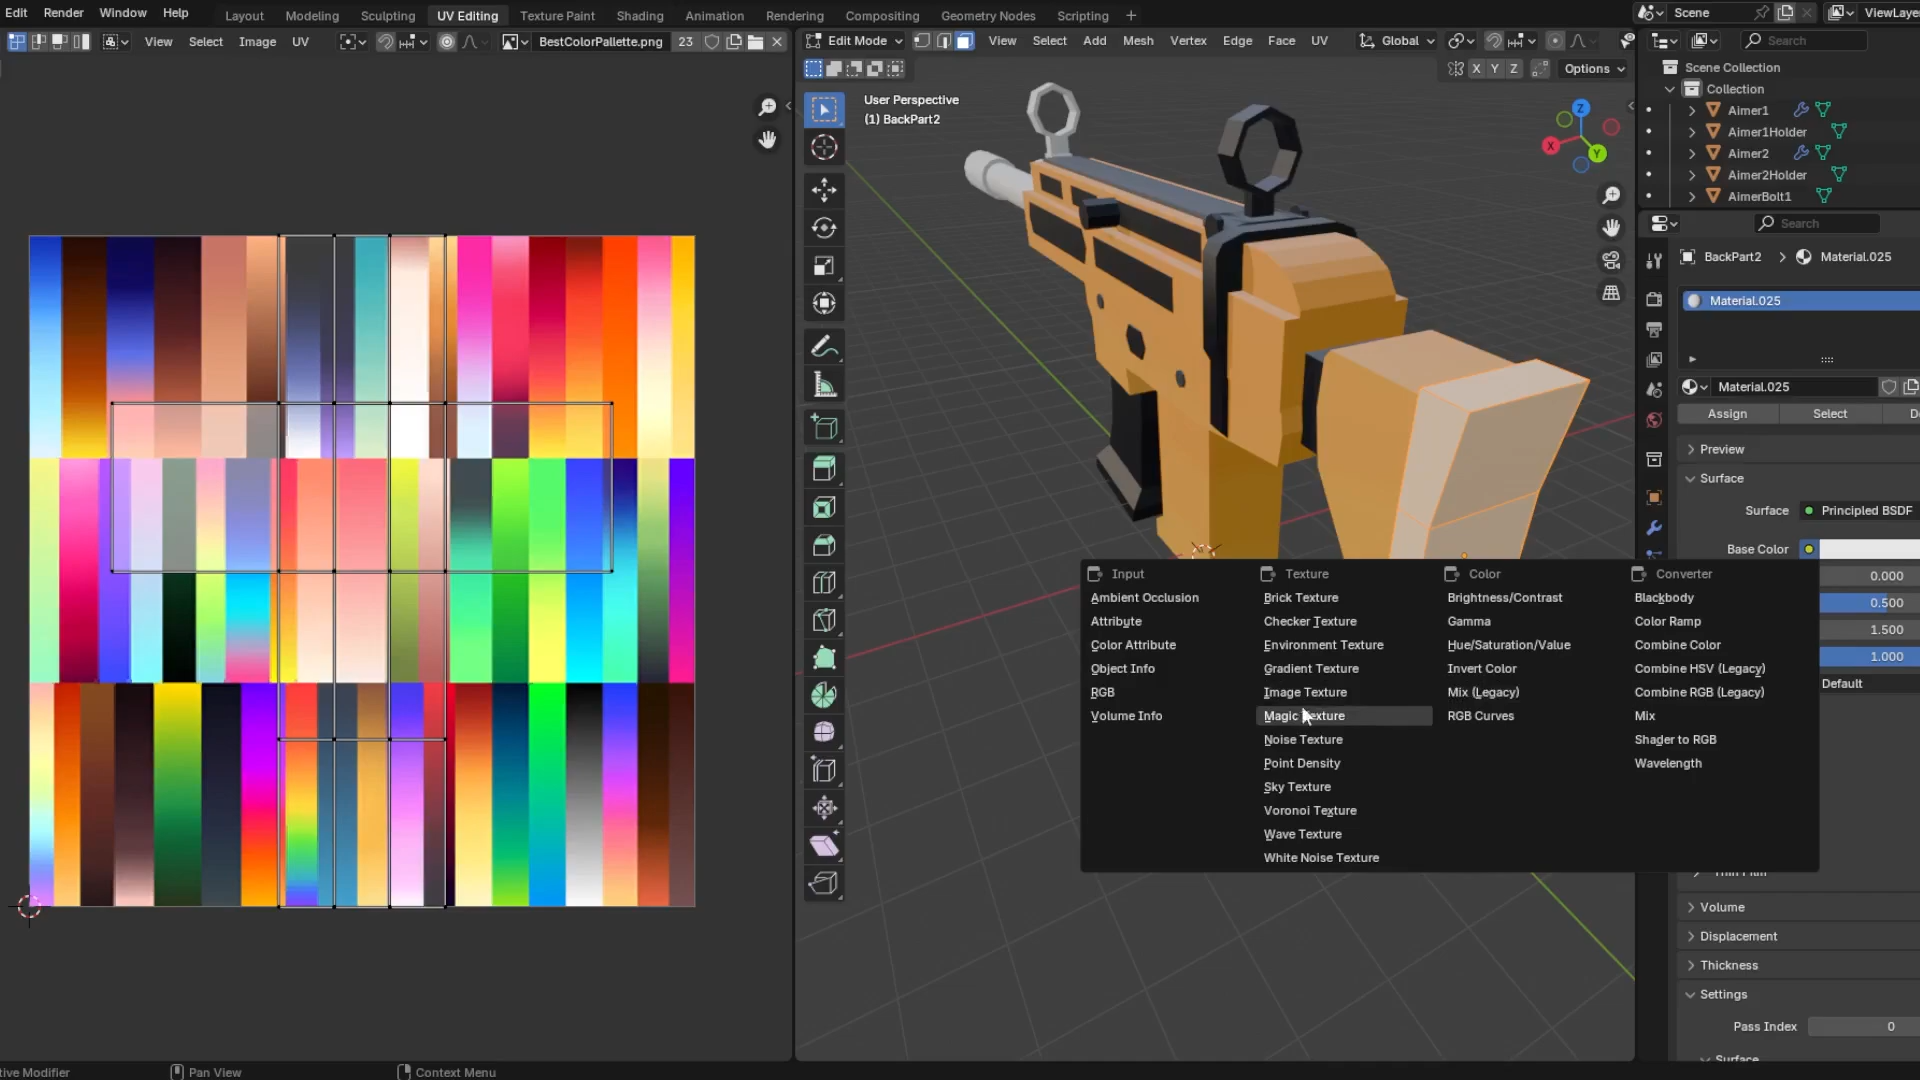 Edit Render Window Help Layout Modeling Sculpting UV Editing Texture Paint Shading Animation Rendering Compositing Geometry Nodes Scripting + Scene ViewLayer
View Select Image UV BestColorPallette.png 23 Edit Mode View Select Add Mesh Vertex Edge Face UV Global Search
X Y Z Options
Scene Collection
Collection
Aimer1
Aimer1Holder
Aimer2
Aimer2Holder
AimerBolt1
User Perspective
(1) BackPart2
Z
X
Y
Search
BackPart2 > Material.025
Material.025
Material.025
Assign Select
Preview
Surface
Surface Principled BSDF
Base Color
0.000
0.500
1.500
1.000
Default
Input
Ambient Occlusion
Attribute
Color Attribute
Object Info
RGB
Volume Info
Texture
Brick Texture
Checker Texture
Environment Texture
Gradient Texture
Image Texture
Magic Texture
Noise Texture
Point Density
Sky Texture
Voronoi Texture
Wave Texture
White Noise Texture
Color
Brightness/Contrast
Gamma
Hue/Saturation/Value
Invert Color
Mix (Legacy)
RGB Curves
Converter
Blackbody
Color Ramp
Combine Color
Combine HSV (Legacy)
Combine RGB (Legacy)
Mix
Shader to RGB
Wavelength
Volume
Displacement
Thickness
Settings
Pass Index 0
Surface
tive Modifier Pan View Context Menu